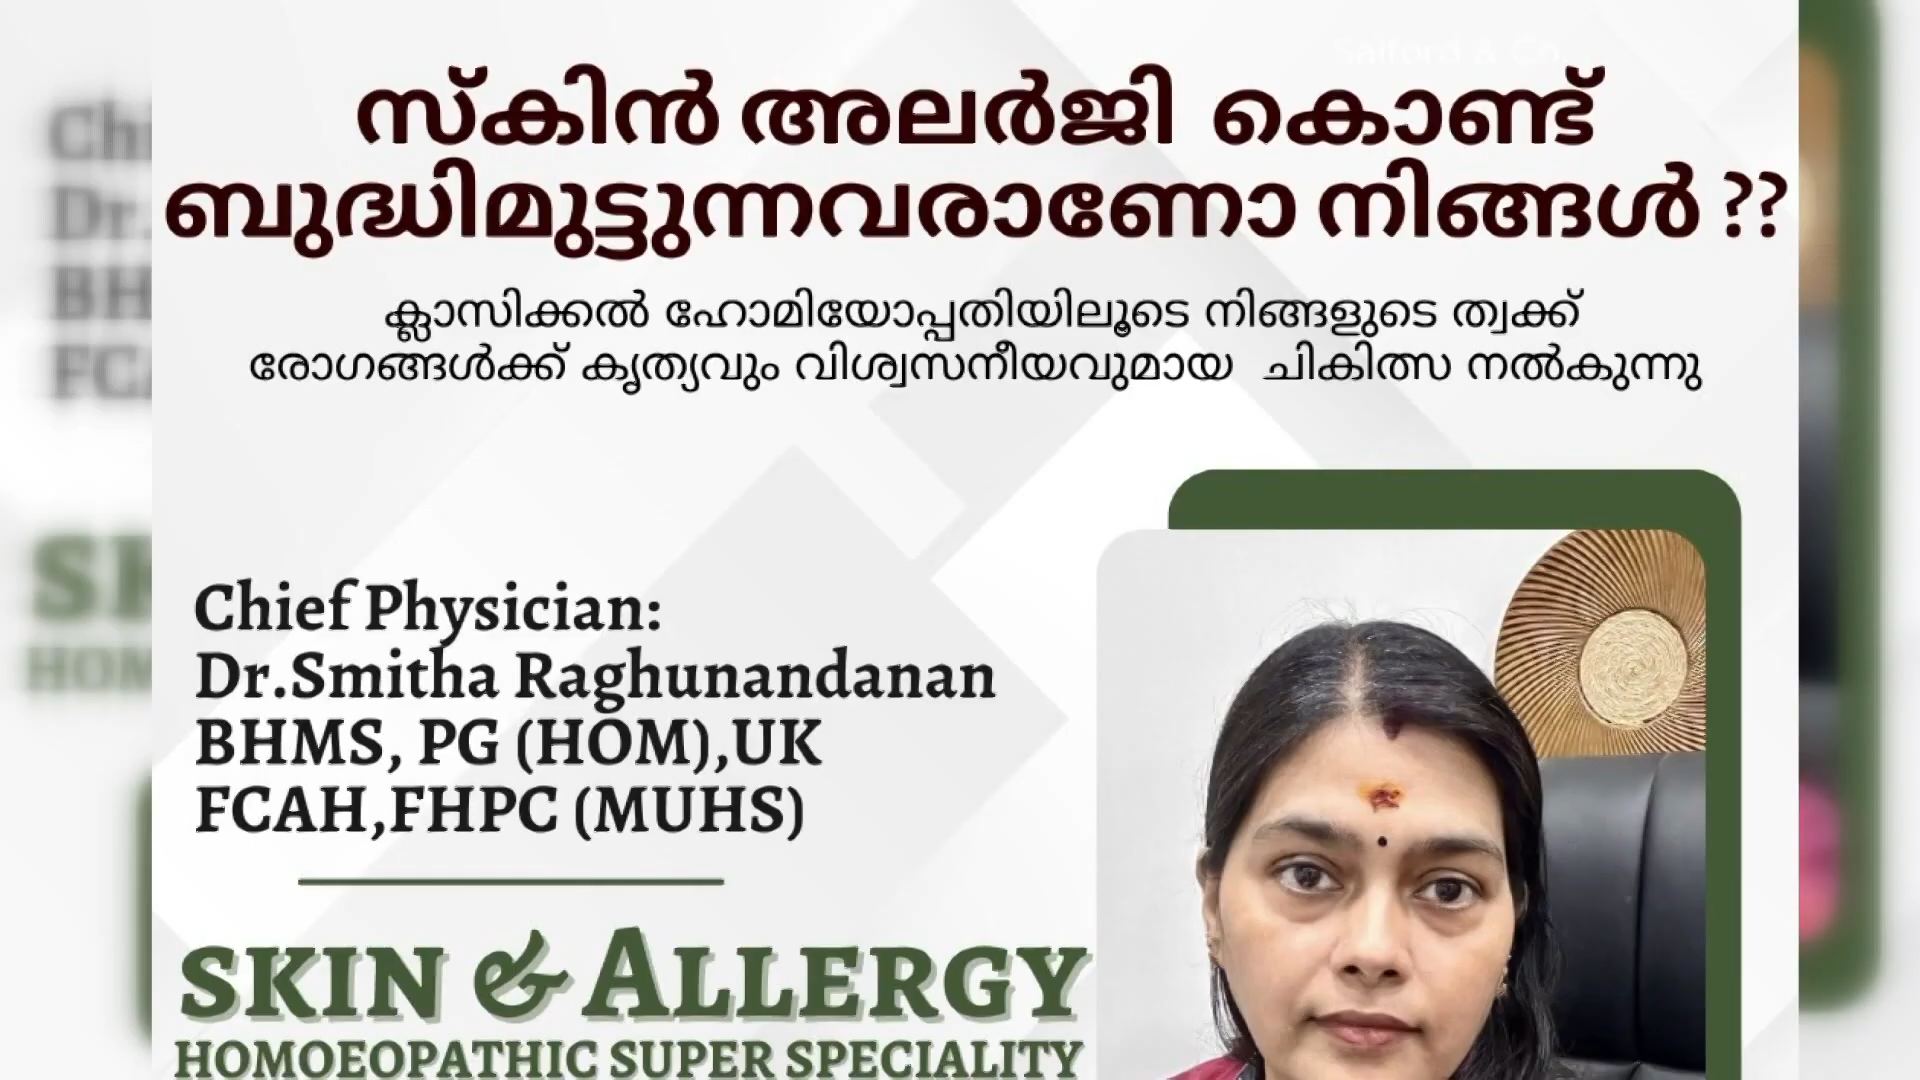 സ്കിൻ അലർജി കൊണ്ട്
ബുദ്ധിമുട്ടുന്നവരാണോ നിങ്ങൾ ??
ക്ലാസിക്കൽ ഹോമിയോപ്പതിയിലൂടെ നിങ്ങളുടെ ത്വക്ക്
രോഗങ്ങൾക്ക് കൃത്യവും വിശ്വസനീയവുമായ ചികിത്സ നൽകുന്നു
Chief Physician:
Dr.Smitha Raghunandanan
BHMS, PG (HOM),UK
FCAH,FHPC (MUHS)
SKIN & ALLERGY
HOMOEOPATHIC SUPER SPECIALITY